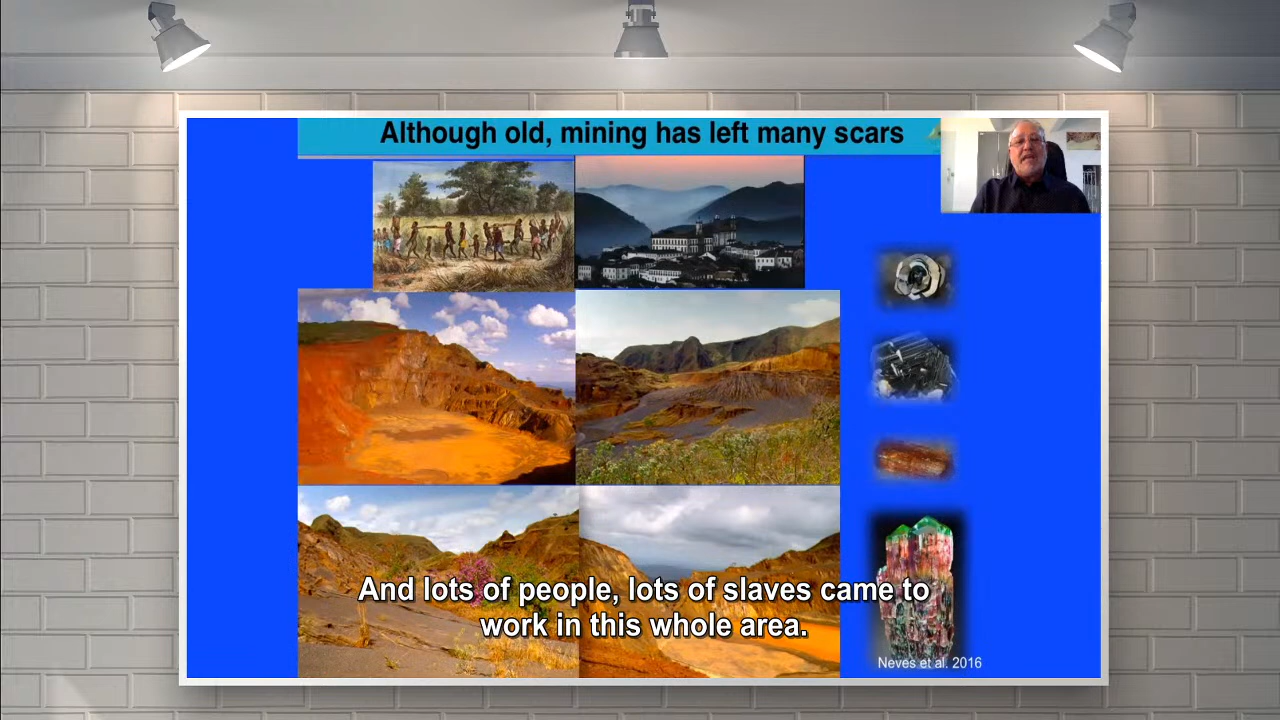 Although old, mining has left many scars
And lots of people, lots of slaves came to
work in this whole area.
Neves et al. 2016